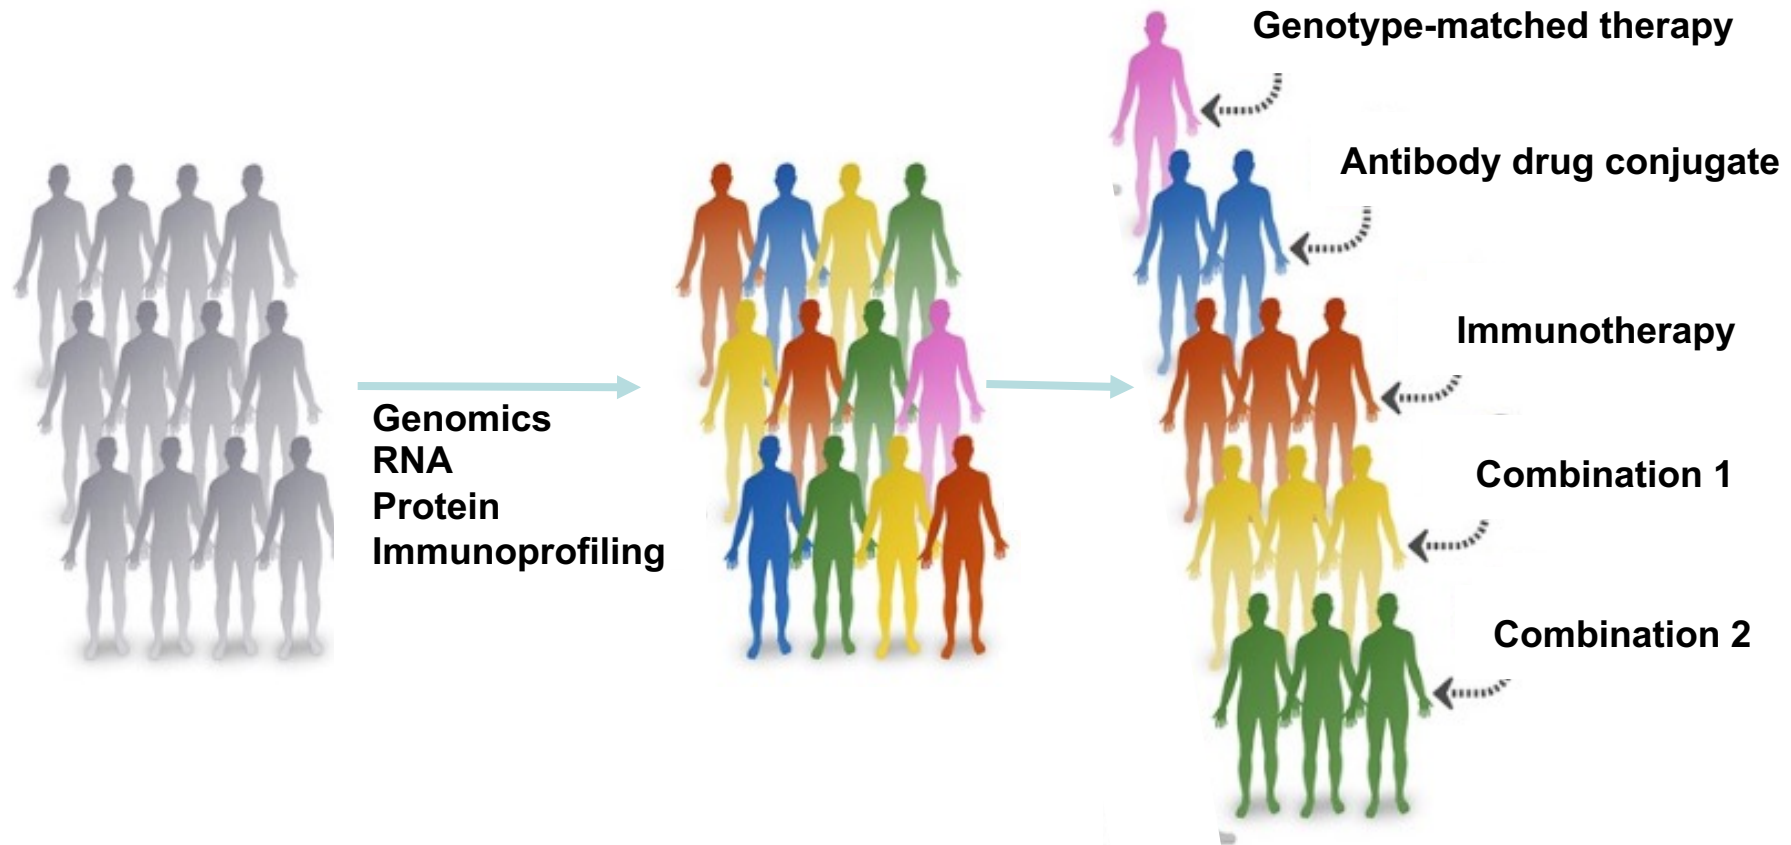 Genotype-matched therapy
Antibody drug conjugate
Immunotherapy
Genomics
RNA
Protein
Immunoprofiling
Combination 1
Combination 2